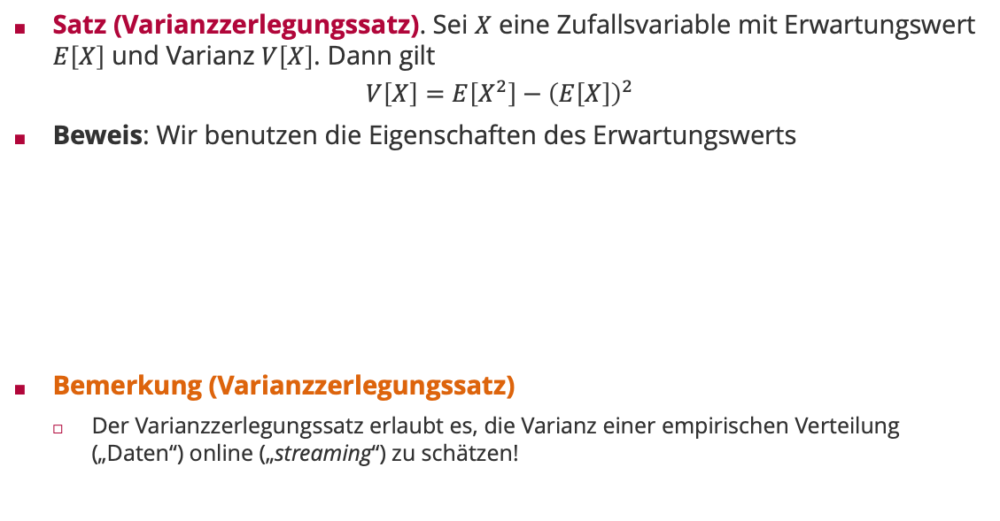 Satz (Varianzzerlegungssatz). Sei X eine Zufallsvariable mit Erwartungswert
E[X] und Varianz V[X]. Dann gilt
V[X] = E[X²] − (E[X])²
Beweis: Wir benutzen die Eigenschaften des Erwartungswerts
Bemerkung (Varianzzerlegungssatz)
Der Varianzzerlegungssatz erlaubt es, die Varianz einer empirischen Verteilung
(„Daten“) online („streaming“) zu schätzen!